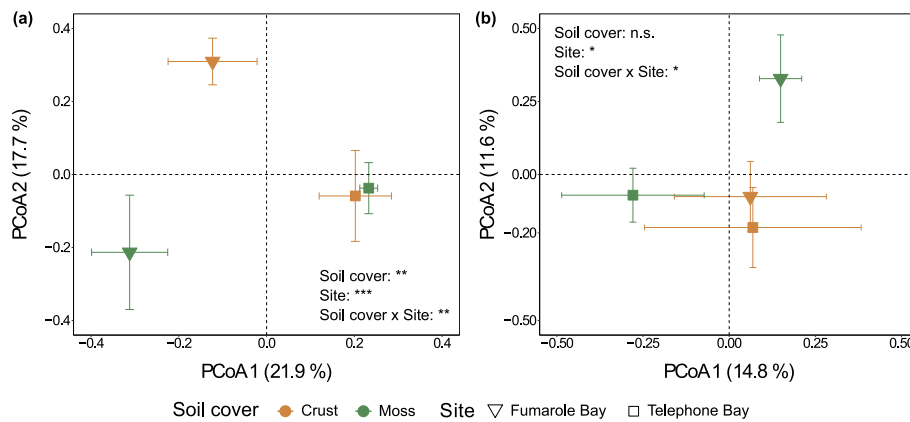 (a)
(b)
0.4
0.2
0.0
−0.2
−0.4
PCoA2 (17.7 %)
−0.4
−0.2
0.0
0.2
0.4
PCoA1 (21.9 %)
Soil cover: **
Site: ***
Soil cover x Site: **
Soil cover: n.s.
Site: *
Soil cover x Site: *
0.50
0.25
0.00
−0.20
−0.50
PCoA2 (11.6 %)
−0.50
−0.25
0.00
0.25
0.50
PCoA1 (14.8 %)
Soil cover Crust Moss Site Fumarole Bay Telephone Bay